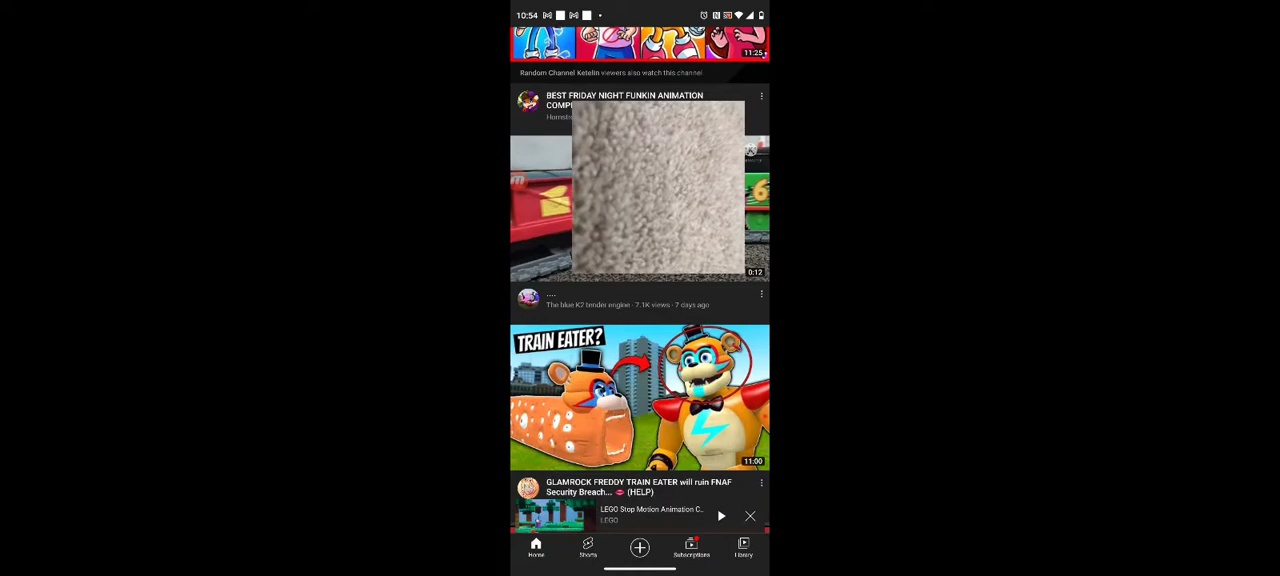 10:54
11:25
Random Channel Ketelin viewers also watch this channel
BEST FRIDAY NIGHT FUNKIN ANIMATION
6
0:12
....
The blue K2 tender engine · 7.1K views · 7 days ago
TRAIN EATER?
11:00
GLAMROCK FREDDY TRAIN EATER will ruin FNAF
Security Breach... 🫦 (HELP)
LEGO Stop Motion Animation C..
LEGO
Home
Shorts
Subscriptions
Library